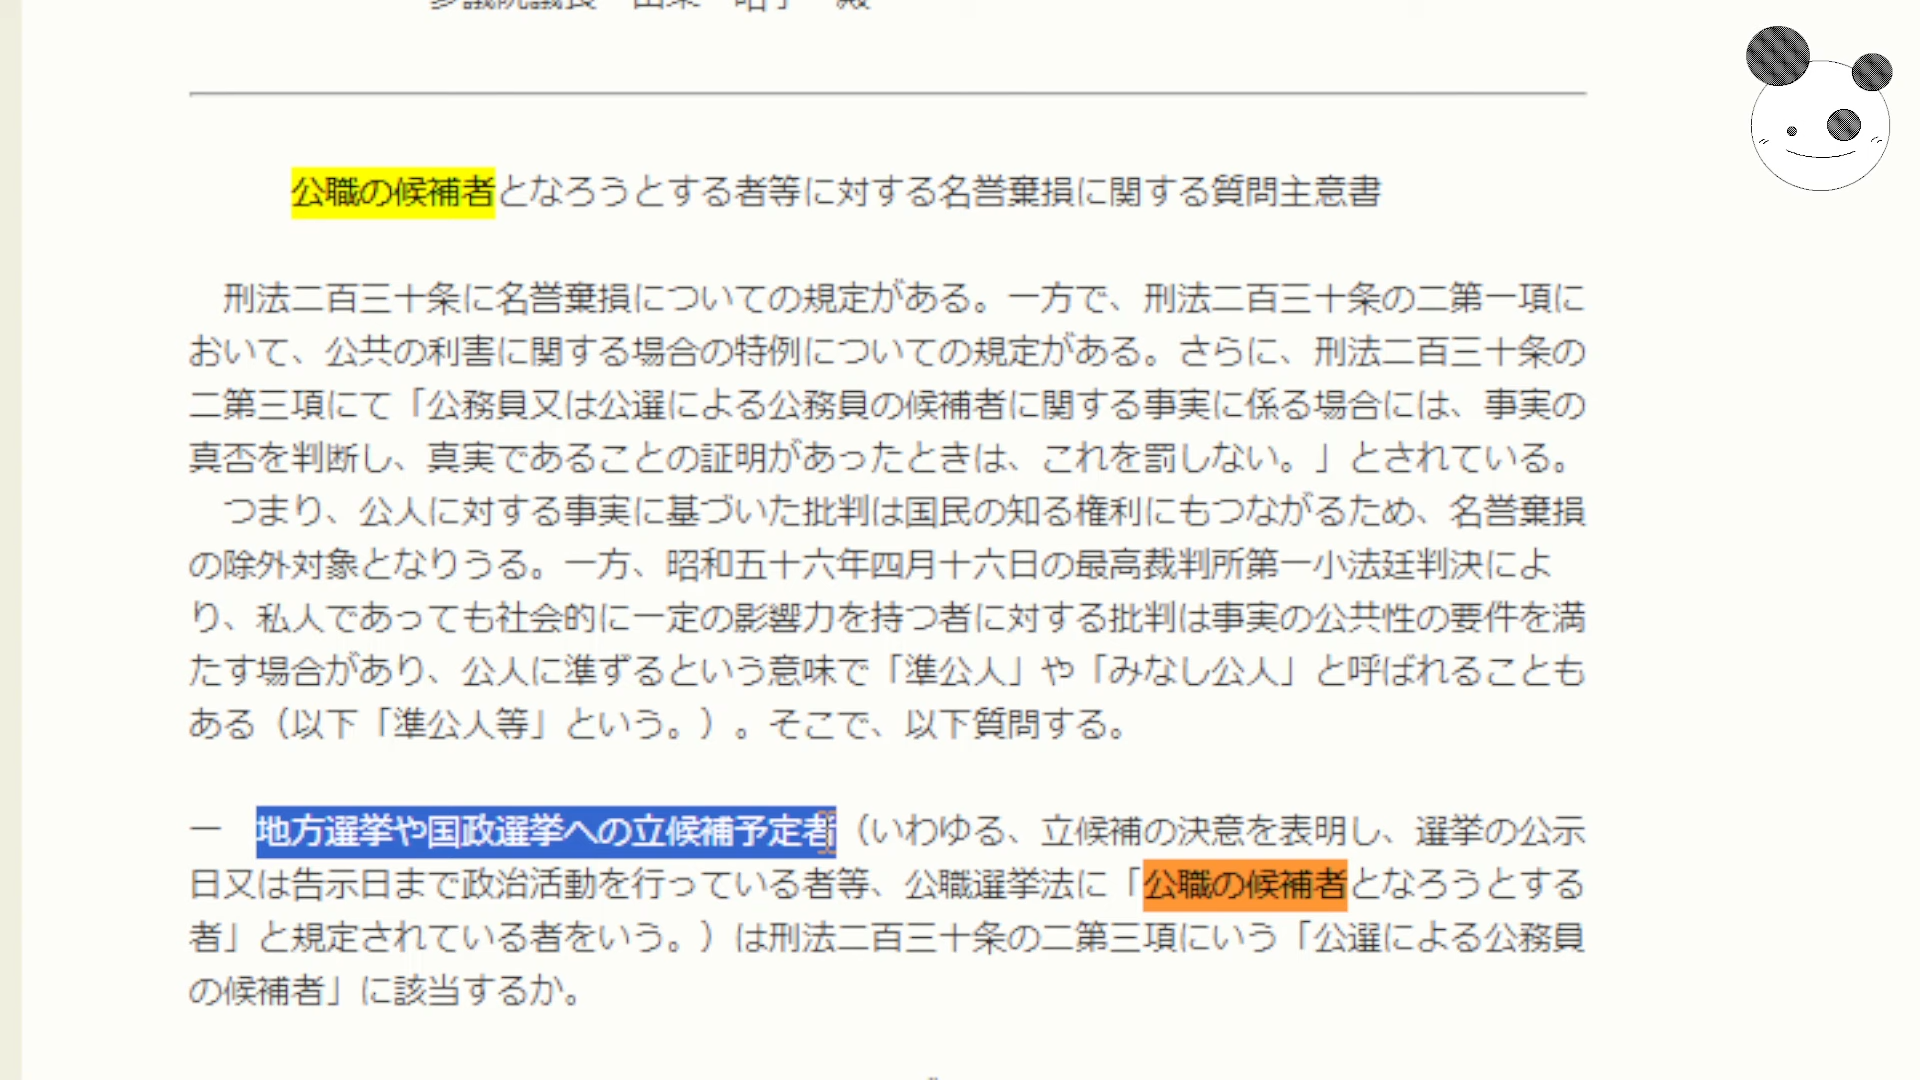 参議院議長 山東 昭子 殿
公職の候補者となろうとする者等に対する名誉棄損に関する質問主意書
刑法二百三十条に名誉棄損についての規定がある。一方で、刑法二百三十条の二第一項に
おいて、公共の利害に関する場合の特例についての規定がある。さらに、刑法二百三十条の
二第三項にて「公務員又は公選による公務員の候補者に関する事実に係る場合には、事実の
真否を判断し、真実であることの証明があったときは、これを罰しない。」とされている。
つまり、公人に対する事実に基づいた批判は国民の知る権利にもつながるため、名誉棄損
の除外対象となりうる。一方、昭和五十六年四月十六日の最高裁判所第一小法廷判決によ
り、私人であっても社会的に一定の影響力を持つ者に対する批判は事実の公共性の要件を満
たす場合があり、公人に準ずるという意味で「準公人」や「みなし公人」と呼ばれることも
ある（以下「準公人等」という。）。そこで、以下質問する。
一 地方選挙や国政選挙への立候補予定者（いわゆる、立候補の決意を表明し、選挙の公示
日又は告示日まで政治活動を行っている者等、公職選挙法に「公職の候補者となろうとする
者」と規定されている者をいう。）は刑法二百三十条の二第三項にいう「公選による公務員
の候補者」に該当するか。